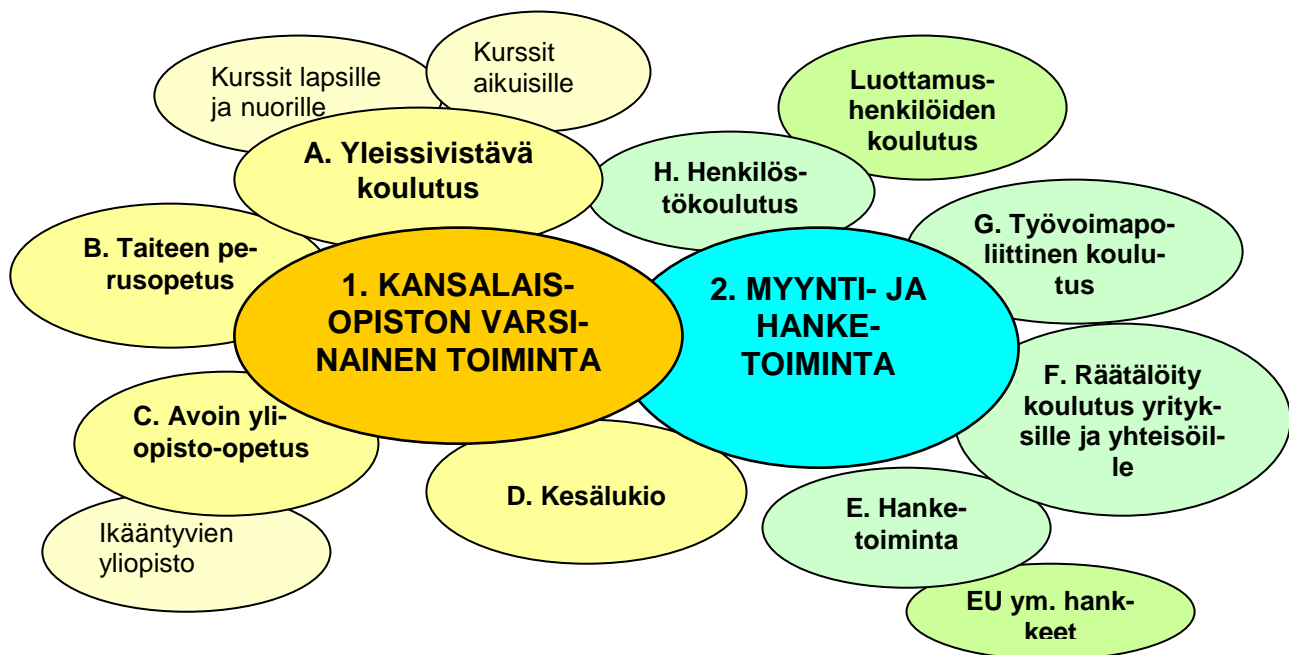 Kurssit lapsille
ja nuorille
Kurssit
aikuisille
Luottamus-
henkilöiden
koulutus
A. Yleissivistävä
koulutus
H. Henkilös-
tökoulutus
B. Taiteen pe-
rusopetus
G. Työvoimapo-
liittinen koulu-
tus
1. KANSALAIS-
OPISTON VARSI-
NAINEN TOIMINTA
2. MYYNTI- JA
HANKE-
TOIMINTA
F. Räätälöity
koulutus yrityk-
sille ja yhteisöil-
le
C. Avoin yli-
opisto-opetus
D. Kesälukio
E. Hanke-
toiminta
Ikääntyvien
yliopisto
EU ym. hank-
keet